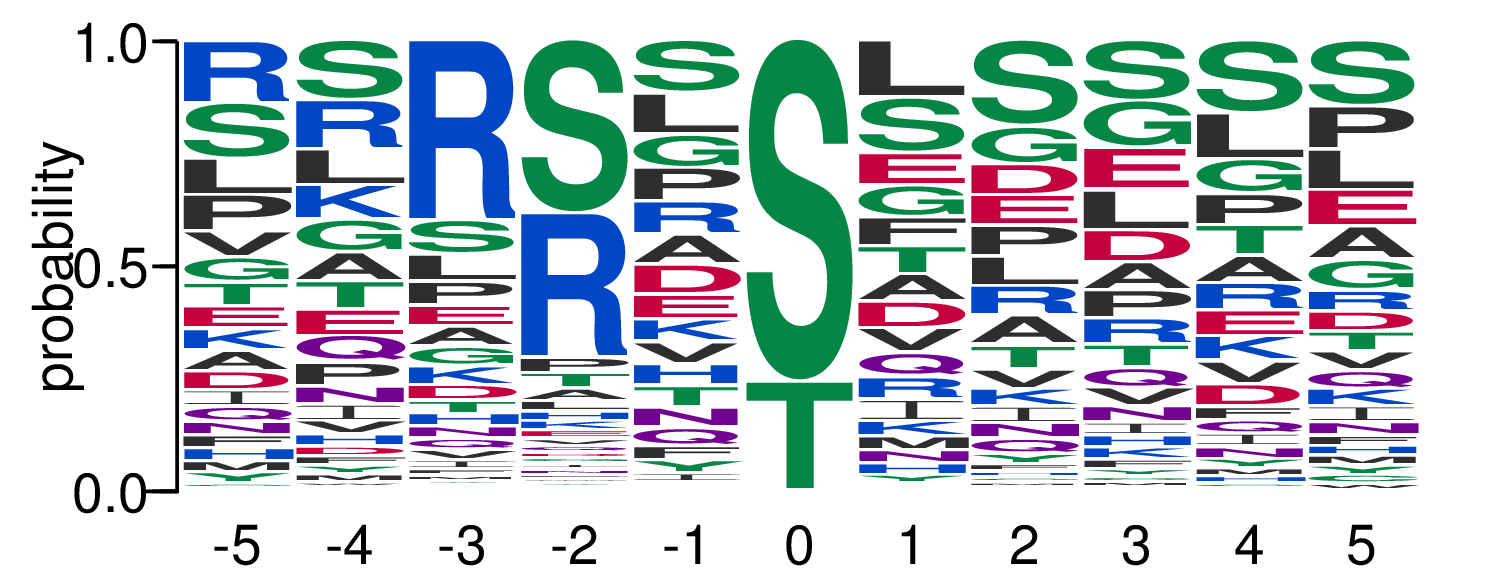 1.0
0.5
0.0
probability
R S R S S S L S S S S
S R S R L T S G G L P
L L L P G E D E G L
P K P T P G E L P E
V G E A R F P D T A
G A A A T L A A G
T T G D A R P R R
E E K E D A R E D
K Q D K V T T K T
A P T V Q V Q V V
D N H H R K V D Q
-5 -4 -3 -2 -1 0 1 2 3 4 5